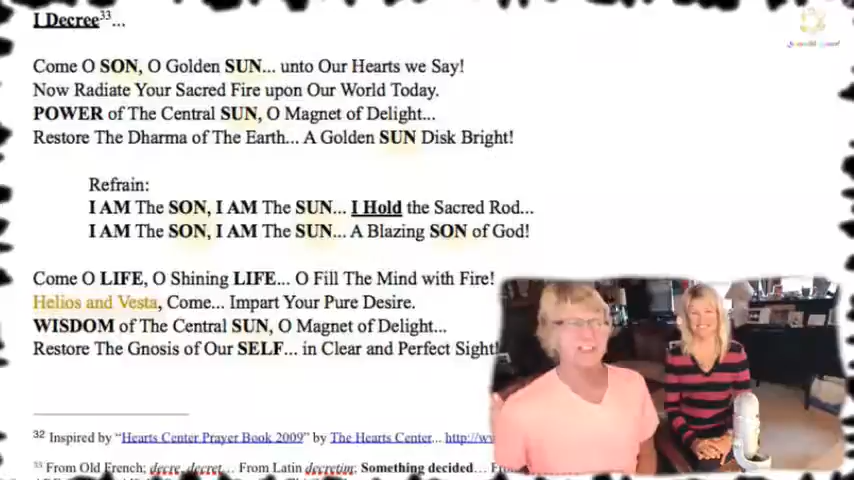 I Decree³³...
Come O SON, O Golden SUN... unto Our Hearts we Say!
Now Radiate Your Sacred Fire upon Our World Today.
POWER of The Central SUN, O Magnet of Delight...
Restore The Dharma of The Earth... A Golden SUN Disk Bright!
Refrain:
I AM The SON, I AM The SUN... I Hold the Sacred Rod...
I AM The SON, I AM The SUN... A Blazing SON of God!
Come O LIFE, O Shining LIFE... O Fill The Mind with Fire!
Helios and Vesta, Come... Impart Your Pure Desire.
WISDOM of The Central SUN, O Magnet of Delight...
Restore The Gnosis of Our SELF... in Clear and Perfect Sight!
32 Inspired by “Hearts Center Prayer Book 2009” by The Hearts Center... http://w
33 From Old French; decre, decret... From Latin decretim; Something decided...